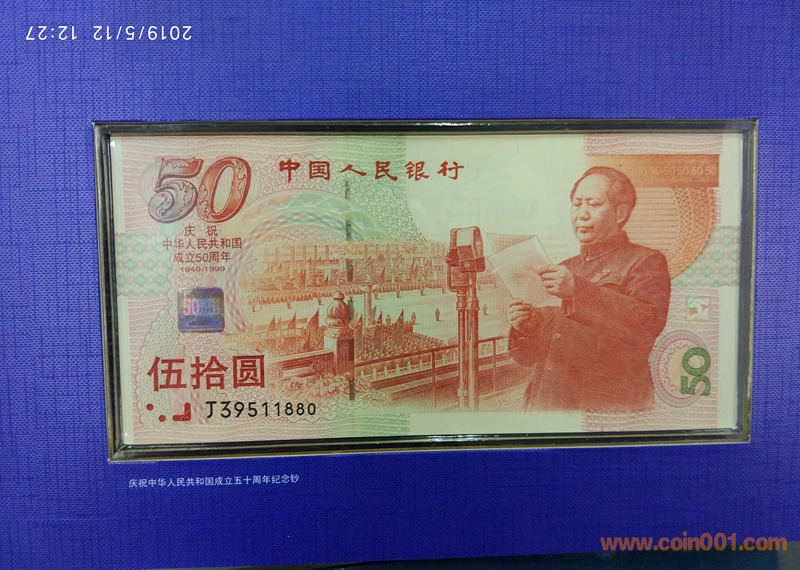 2019/5/12 12:27
50
中国人民银行
庆祝
中华人民共和国
成立50周年
1949-1999
50
伍拾圆
J39511880
50
庆祝中华人民共和国成立五十周年纪念钞
www.coin001.com